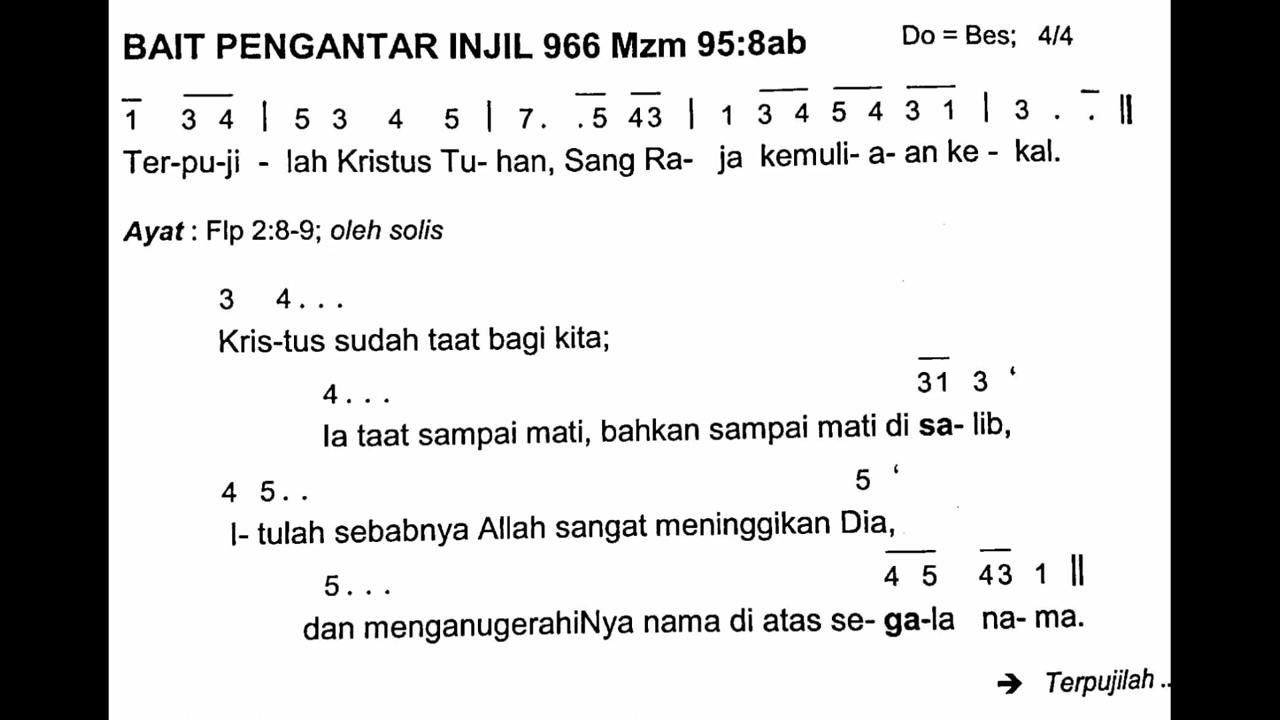 BAIT PENGANTAR INJIL 966 Mzm 95:8ab Do = Bes; 4/4
1 3 4 | 5 3 4 5 | 7 . . 5 43 | 1 3 4 5 4 3 1 | 3 . . ||
Ter-pu-ji - lah Kristus Tu- han, Sang Ra- ja kemuli- a- an ke - kal.
Ayat : Flp 2:8-9; oleh solis
3 4 . . .
Kris-tus sudah taat bagi kita;
4 . . . 31 3 ‘
Ia taat sampai mati, bahkan sampai mati di sa- lib,
4 5 . . 5 ‘
I- tulah sebabnya Allah sangat meninggikan Dia,
5 . . . 4 5 43 1 ||
dan menganugerahiNya nama di atas se- ga-la na- ma.
➔ Terpujilah ..